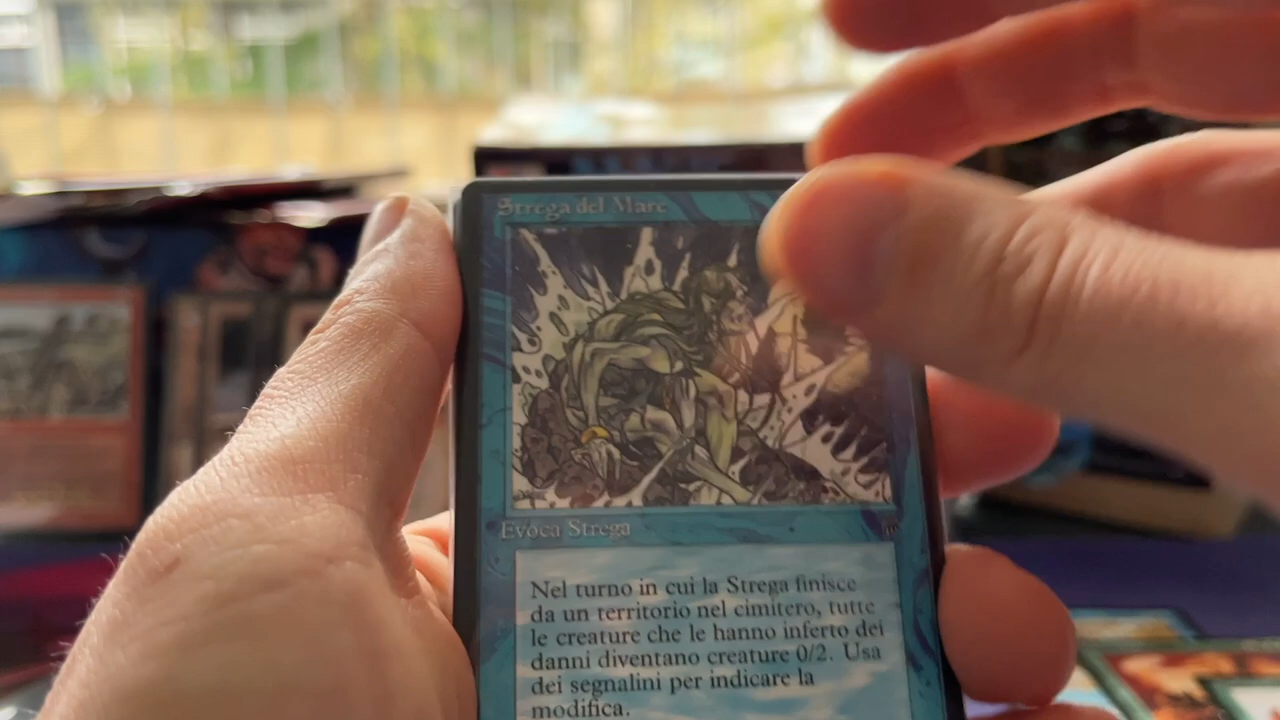 Strega del Mare
Evoca Strega
Nel turno in cui la Strega finisce
da un territorio nel cimitero, tutte
le creature che le hanno inferto dei
danni diventano creature 0/2. Usa
dei segnalini per indicare la
modifica.